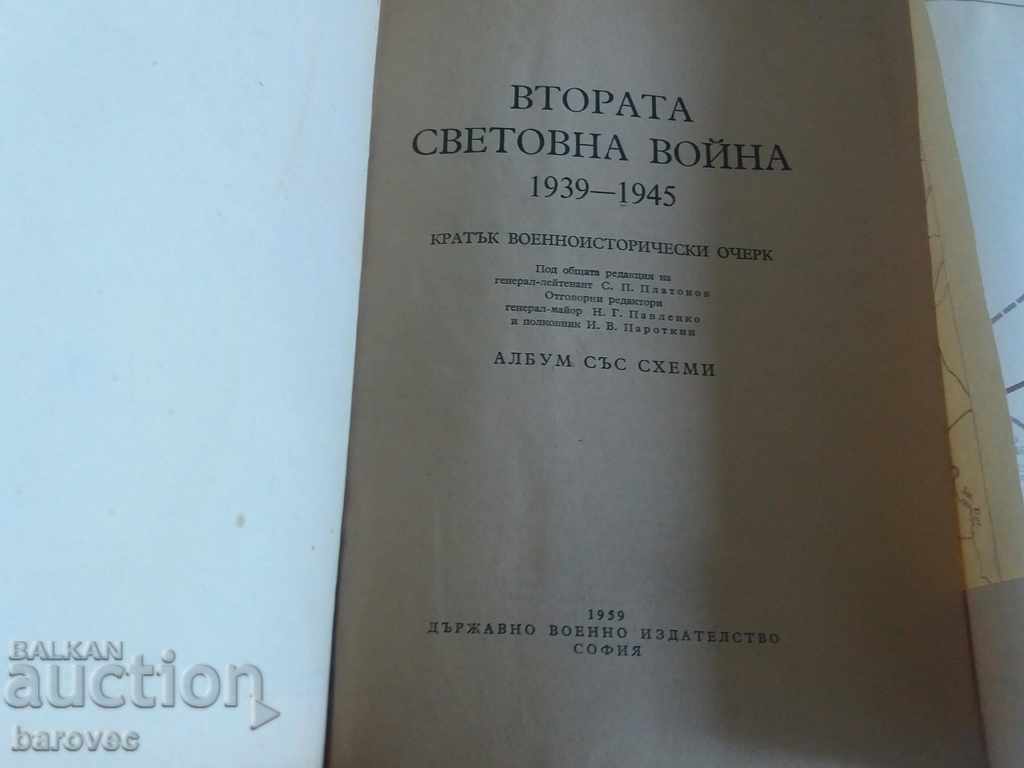 ВТОРАТА
СВЕТОВНА ВОЙНА
1939—1945
КРАТЪК ВОЕННОИСТОРИЧЕСКИ ОЧЕРК
Под общата редакция на
генерал-лейтенант С. П. Платонов
Отговорни редактори
генерал-майор Н. Г. Павленко
и полковник И. В. Пароткин
АЛБУМ СЪС СХЕМИ
1959
ДЪРЖАВНО ВОЕННО ИЗДАТЕЛСТВО
СОФИЯ
BALKAN
auction
barovec